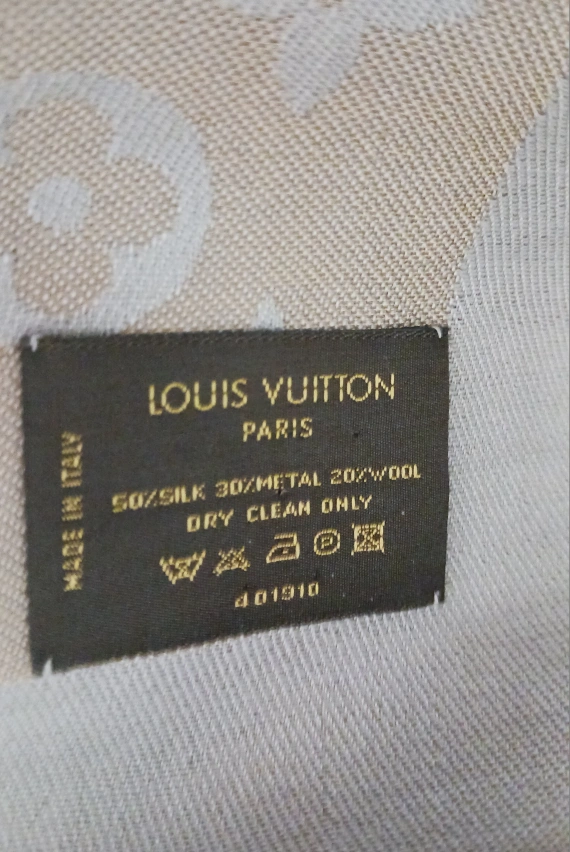 LOUIS VUITTON
PARIS
MADE IN ITALY
50%SILK 30%METAL 20%WOOL
DRY CLEAN ONLY
P
401910